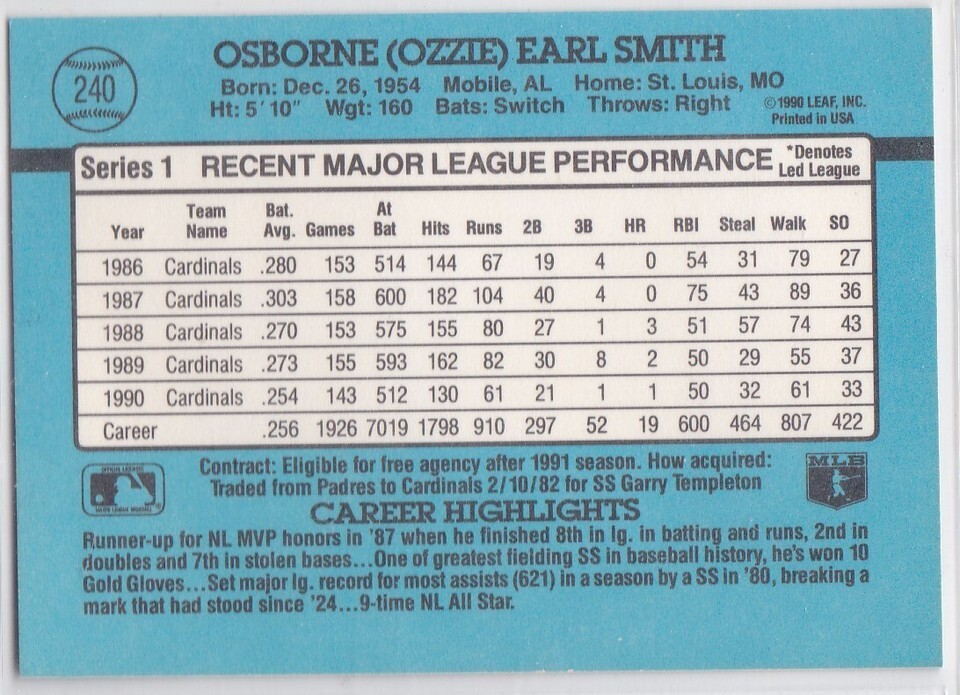 240
OSBORNE (OZZIE) EARL SMITH
Born: Dec. 26, 1954 Mobile, AL Home: St. Louis, MO
Ht: 5'10" Wgt: 160 Bats: Switch Throws: Right
©1990 LEAF, INC.
Printed in USA
Series 1 RECENT MAJOR LEAGUE PERFORMANCE *Denotes Led League
Year Team Name Bat. Avg. Games At Bat Hits Runs 2B 3B HR RBI Steal Walk SO
1986 Cardinals .280 153 514 144 67 19 4 0 54 31 79 27
1987 Cardinals .303 158 600 182 104 40 4 0 75 43 89 36
1988 Cardinals .270 153 575 155 80 27 1 3 51 57 74 43
1989 Cardinals .273 155 593 162 82 30 8 2 50 29 55 37
1990 Cardinals .254 143 512 130 61 21 1 1 50 32 61 33
Career .256 1926 7019 1798 910 297 52 19 600 464 807 422
Contract: Eligible for free agency after 1991 season. How acquired:
Traded from Padres to Cardinals 2/10/82 for SS Garry Templeton
MLB
CAREER HIGHLIGHTS
Runner-up for NL MVP honors in '87 when he finished 8th in lg. in batting and runs, 2nd in
doubles and 7th in stolen bases...One of greatest fielding SS in baseball history, he's won 10
Gold Gloves...Set major lg. record for most assists (621) in a season by a SS in '80, breaking a
mark that had stood since '24...9-time NL All Star.